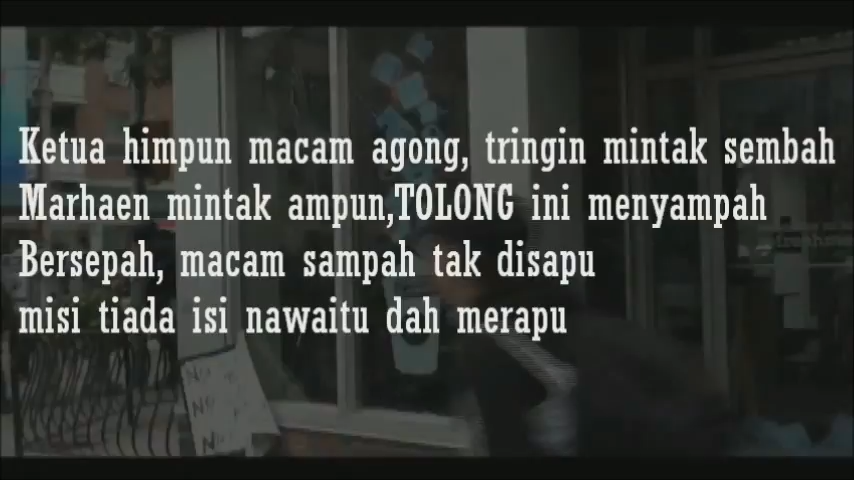 Ketua himpun macam agong, tringin mintak sembah
Marhaen mintak ampun,TOLONG ini menyampah
Bersepah, macam sampah tak disapu
misi tiada isi nawaitu dah merapu